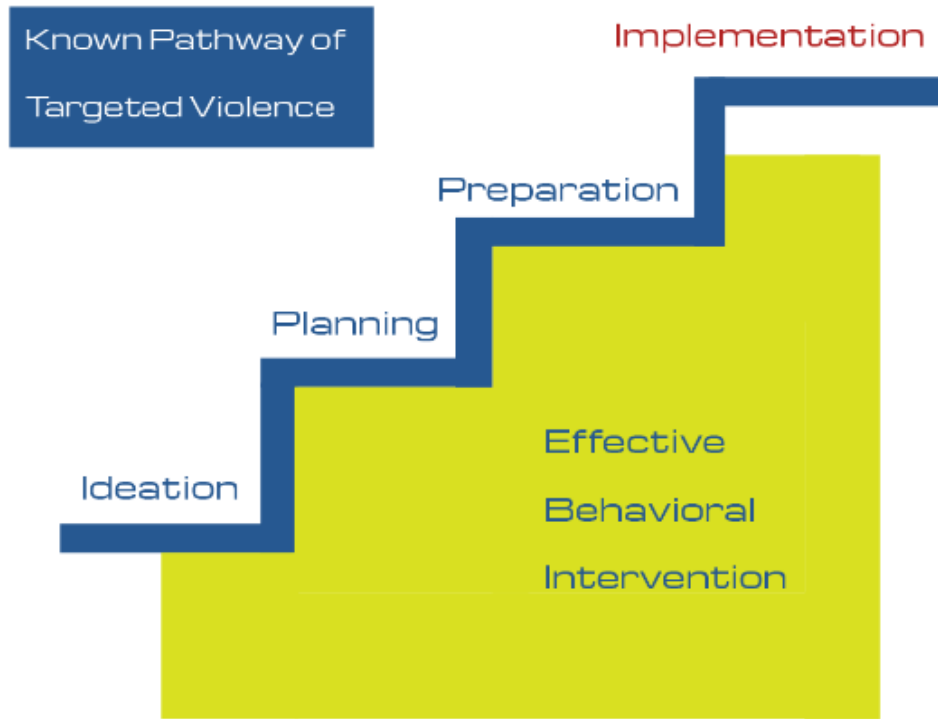 Known Pathway of
Targeted Violence
Implementation
Preparation
Planning
Ideation
Effective
Behavioral
Intervention